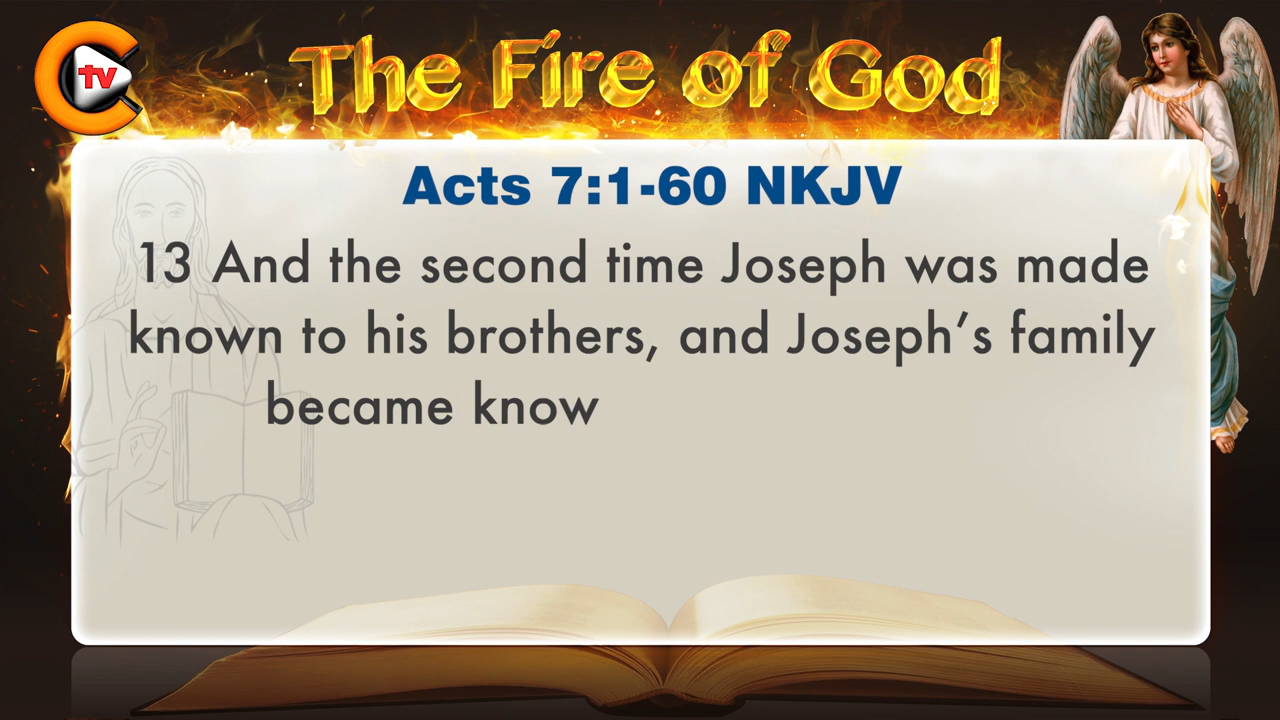 tv
The Fire of God
Acts 7:1-60 NKJV
13 And the second time Joseph was made
known to his brothers, and Joseph’s family
became know